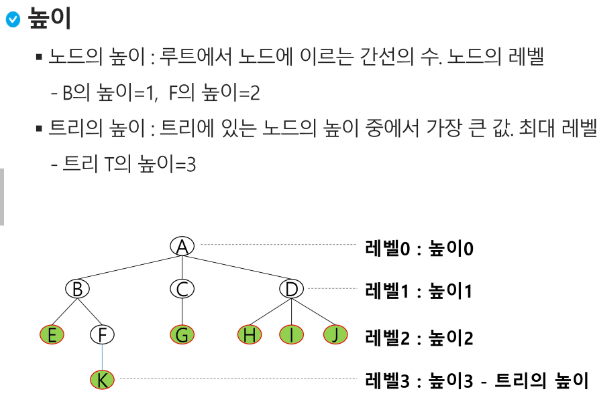 높이
▪ 노드의 높이 : 루트에서 노드에 이르는 간선의 수. 노드의 레벨
- B의 높이=1, F의 높이=2
▪ 트리의 높이 : 트리에 있는 노드의 높이 중에서 가장 큰 값. 최대 레벨
- 트리 T의 높이=3
A 레벨0 : 높이0
B C D 레벨1 : 높이1
E F G H I J 레벨2 : 높이2
K 레벨3 : 높이3 - 트리의 높이